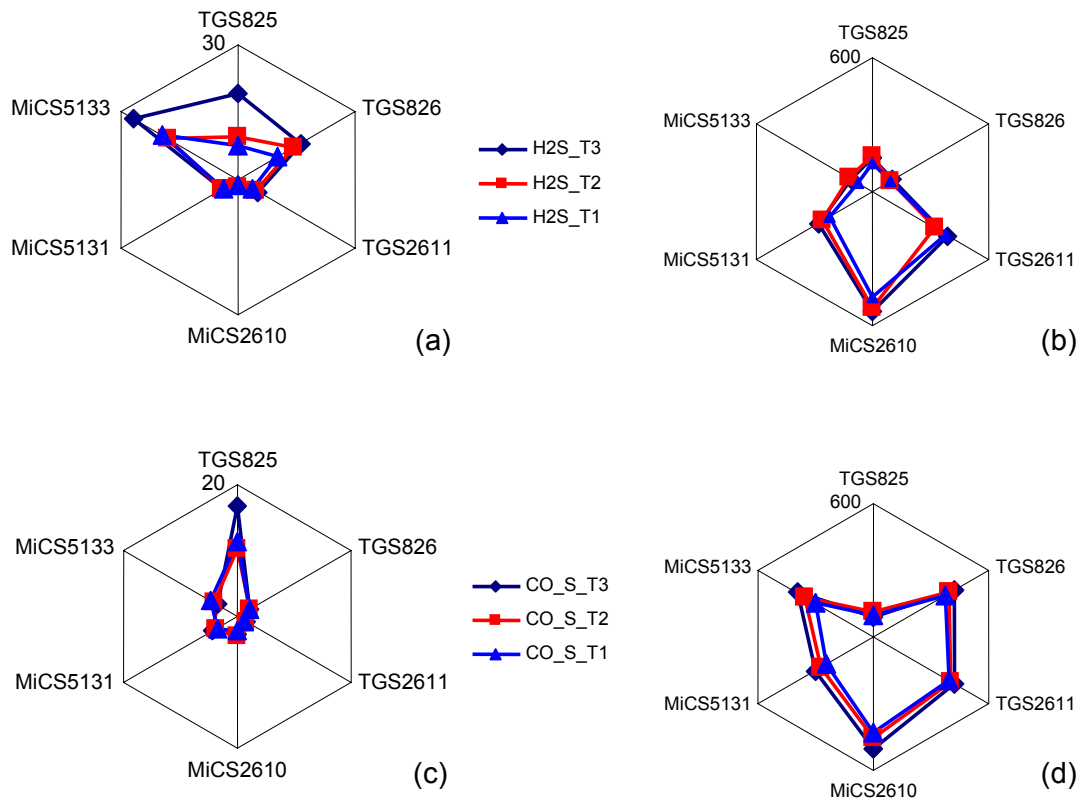 TGS825
30
MiCS5133
TGS826
MiCS5131
TGS2611
MiCS2610
(a)
H2S_T3
H2S_T2
H2S_T1
TGS825
600
MiCS5133
TGS826
MiCS5131
TGS2611
MiCS2610
(b)
TGS825
20
MiCS5133
TGS826
MiCS5131
TGS2611
MiCS2610
(c)
CO_S_T3
CO_S_T2
CO_S_T1
TGS825
600
MiCS5133
TGS826
MiCS5131
TGS2611
MiCS2610
(d)